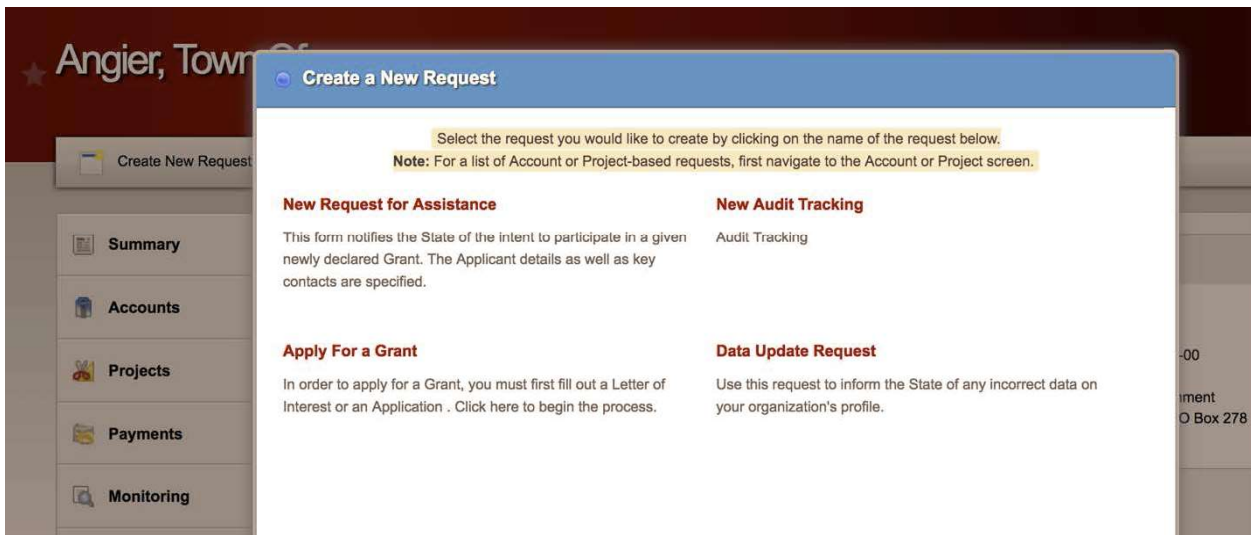 Angier, Town Of
Create a New Request
Create New Request
Select the request you would like to create by clicking on the name of the request below.
Note: For a list of Account or Project-based requests, first navigate to the Account or Project screen.
New Request for Assistance
This form notifies the State of the intent to participate in a given
newly declared Grant. The Applicant details as well as key
contacts are specified.
New Audit Tracking
Audit Tracking
Apply For a Grant
In order to apply for a Grant, you must first fill out a Letter of
Interest or an Application . Click here to begin the process.
Data Update Request
Use this request to inform the State of any incorrect data on
your organization's profile.
Summary
Accounts
Projects
Payments
Monitoring
-00
O Box 278